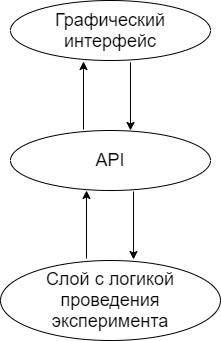 Графический
интерфейс
API
Слой с логикой
проведения
эксперимента